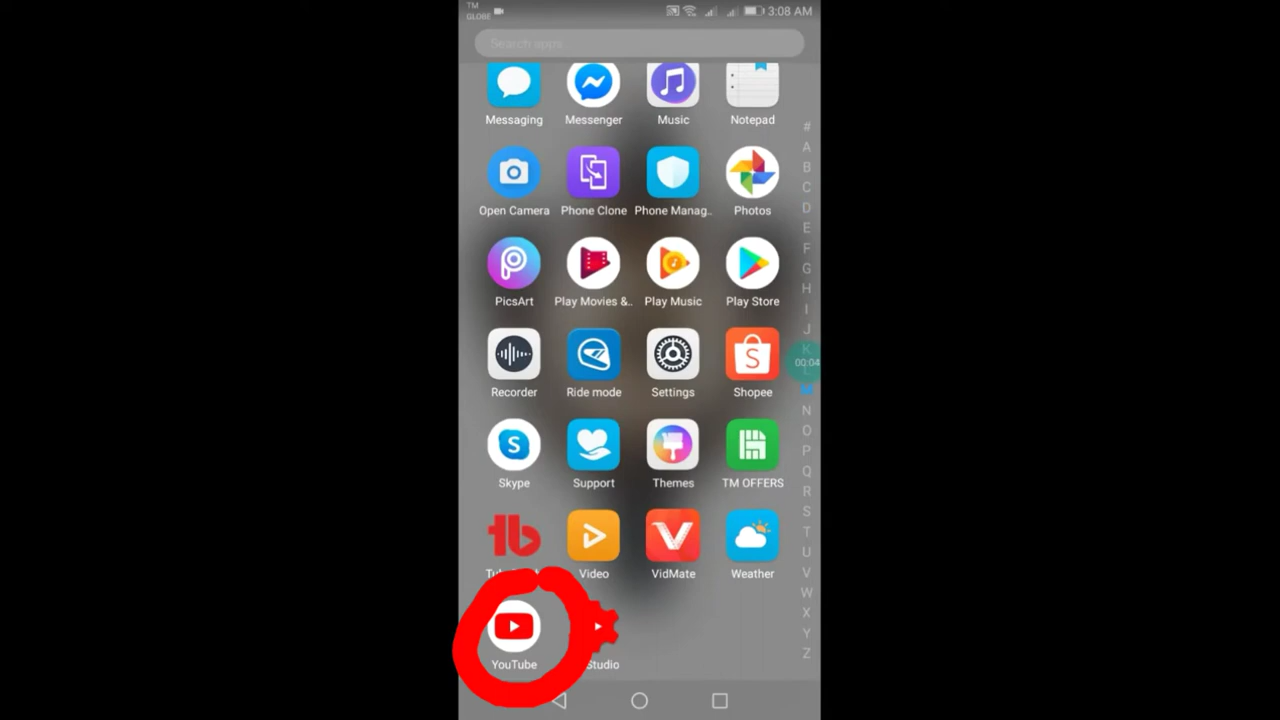 TM
GLOBE
3:08 AM
Search apps
Messaging
Messenger
Music
Notepad
Open Camera
Phone Clone
Phone Manag..
Photos
PicsArt
Play Movies &..
Play Music
Play Store
Recorder
Ride mode
Settings
Shopee
Skype
Support
Themes
TM OFFERS
Video
VidMate
Weather
YouTube
Studio
00:04
#
A
B
C
D
E
F
G
H
I
J
K
L
M
N
O
P
Q
R
S
T
U
V
W
X
Y
Z